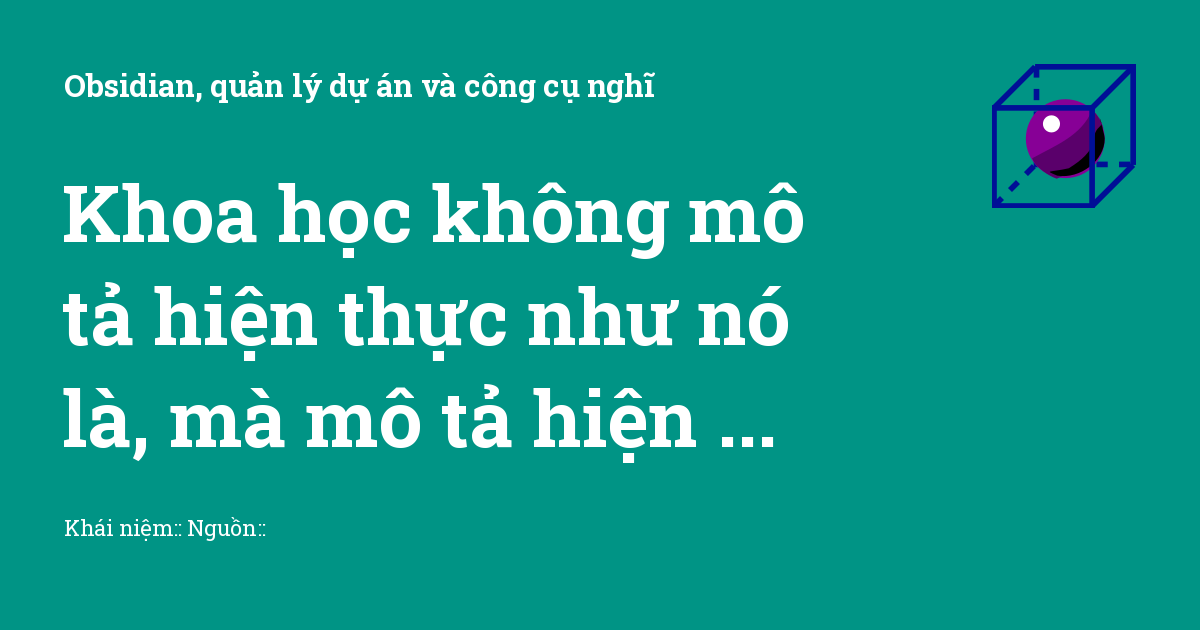 Obsidian, quản lý dự án và công cụ nghĩ
Khoa học không mô
tả hiện thực như nó
là, mà mô tả hiện ...
Khái niệm:: Nguồn::